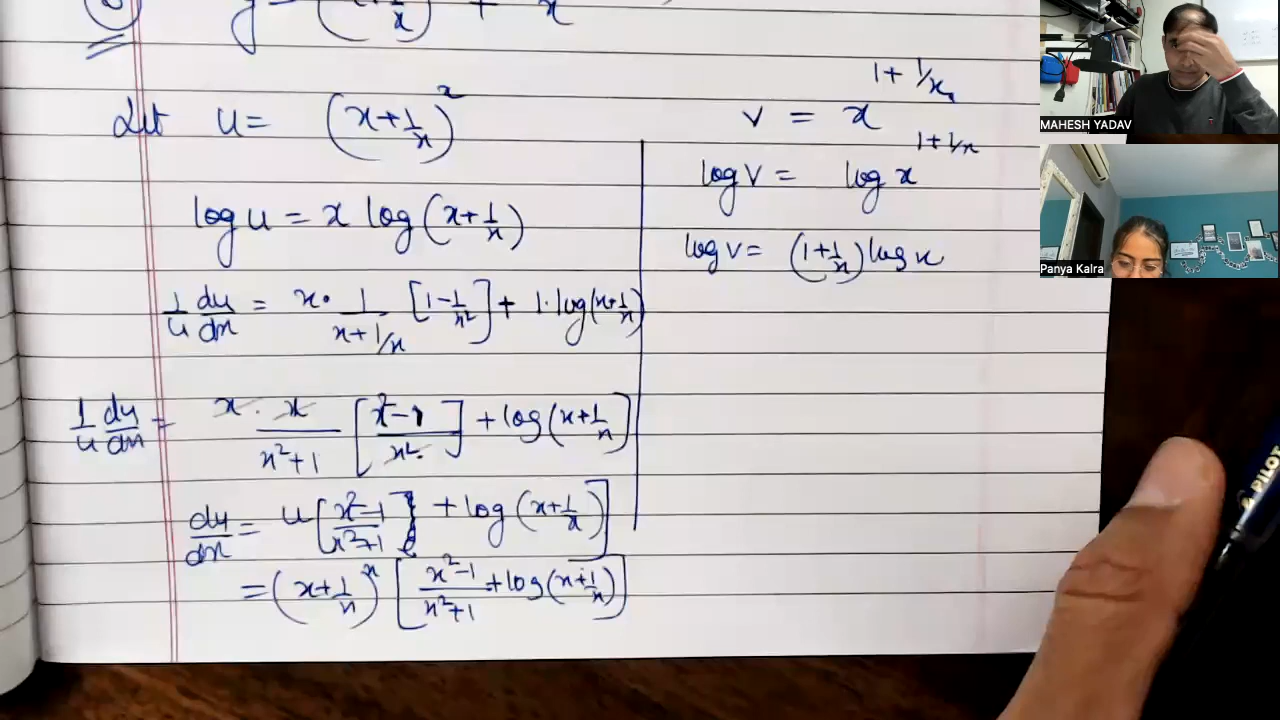 y = (x+1/x)^x + x
Let u = (x+1/x)^x
log u = x log(x+1/x)
1/u du/dx = x· 1/(x+1/x) [1-1/x²] + 1·log(x+1/x)
1/u du/dx = x·x/(x²+1) [(x²-1)/x²] + log(x+1/x)
du/dx = u[(x²-1)/(x²+1)] + log(x+1/x)]
= (x+1/x)^x [(x²-1)/(x²+1) + log(x+1/x)]
v = x^(1+1/x)
log v = log x^(1+1/x)
log v = (1+1/x) log x
MAHESH YADAV
Panya Kalra
PILOT